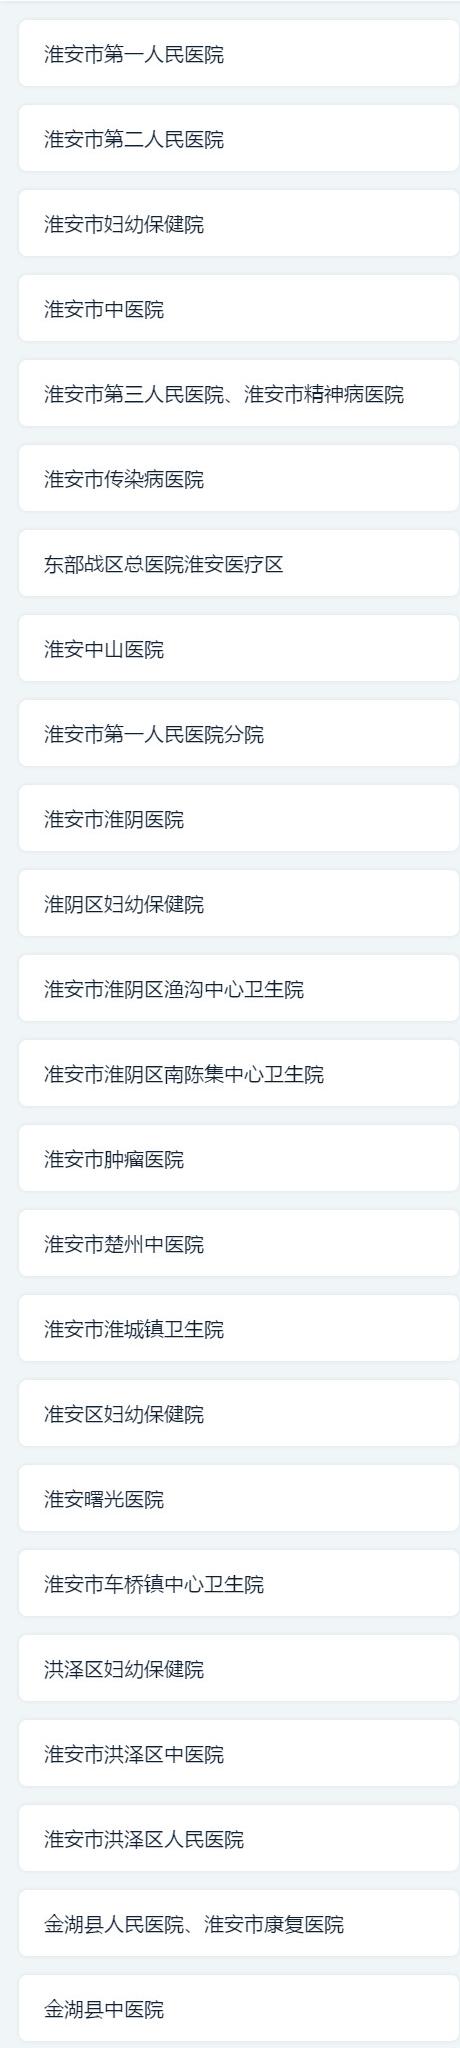 淮安市第一人民医院
淮安市第二人民医院
淮安市妇幼保健院
淮安市中医院
淮安市第三人民医院、淮安市精神病医院
淮安市传染病医院
东部战区总医院淮安医疗区
淮安中山医院
淮安市第一人民医院分院
淮安市淮阴医院
淮阴区妇幼保健院
淮安市淮阴区渔沟中心卫生院
准安市淮阴区南陈集中心卫生院
淮安市肿瘤医院
淮安市楚州中医院
淮安市淮城镇卫生院
准安区妇幼保健院
淮安曙光医院
淮安市车桥镇中心卫生院
洪泽区妇幼保健院
淮安市洪泽区中医院
淮安市洪泽区人民医院
金湖县人民医院、淮安市康复医院
金湖县中医院